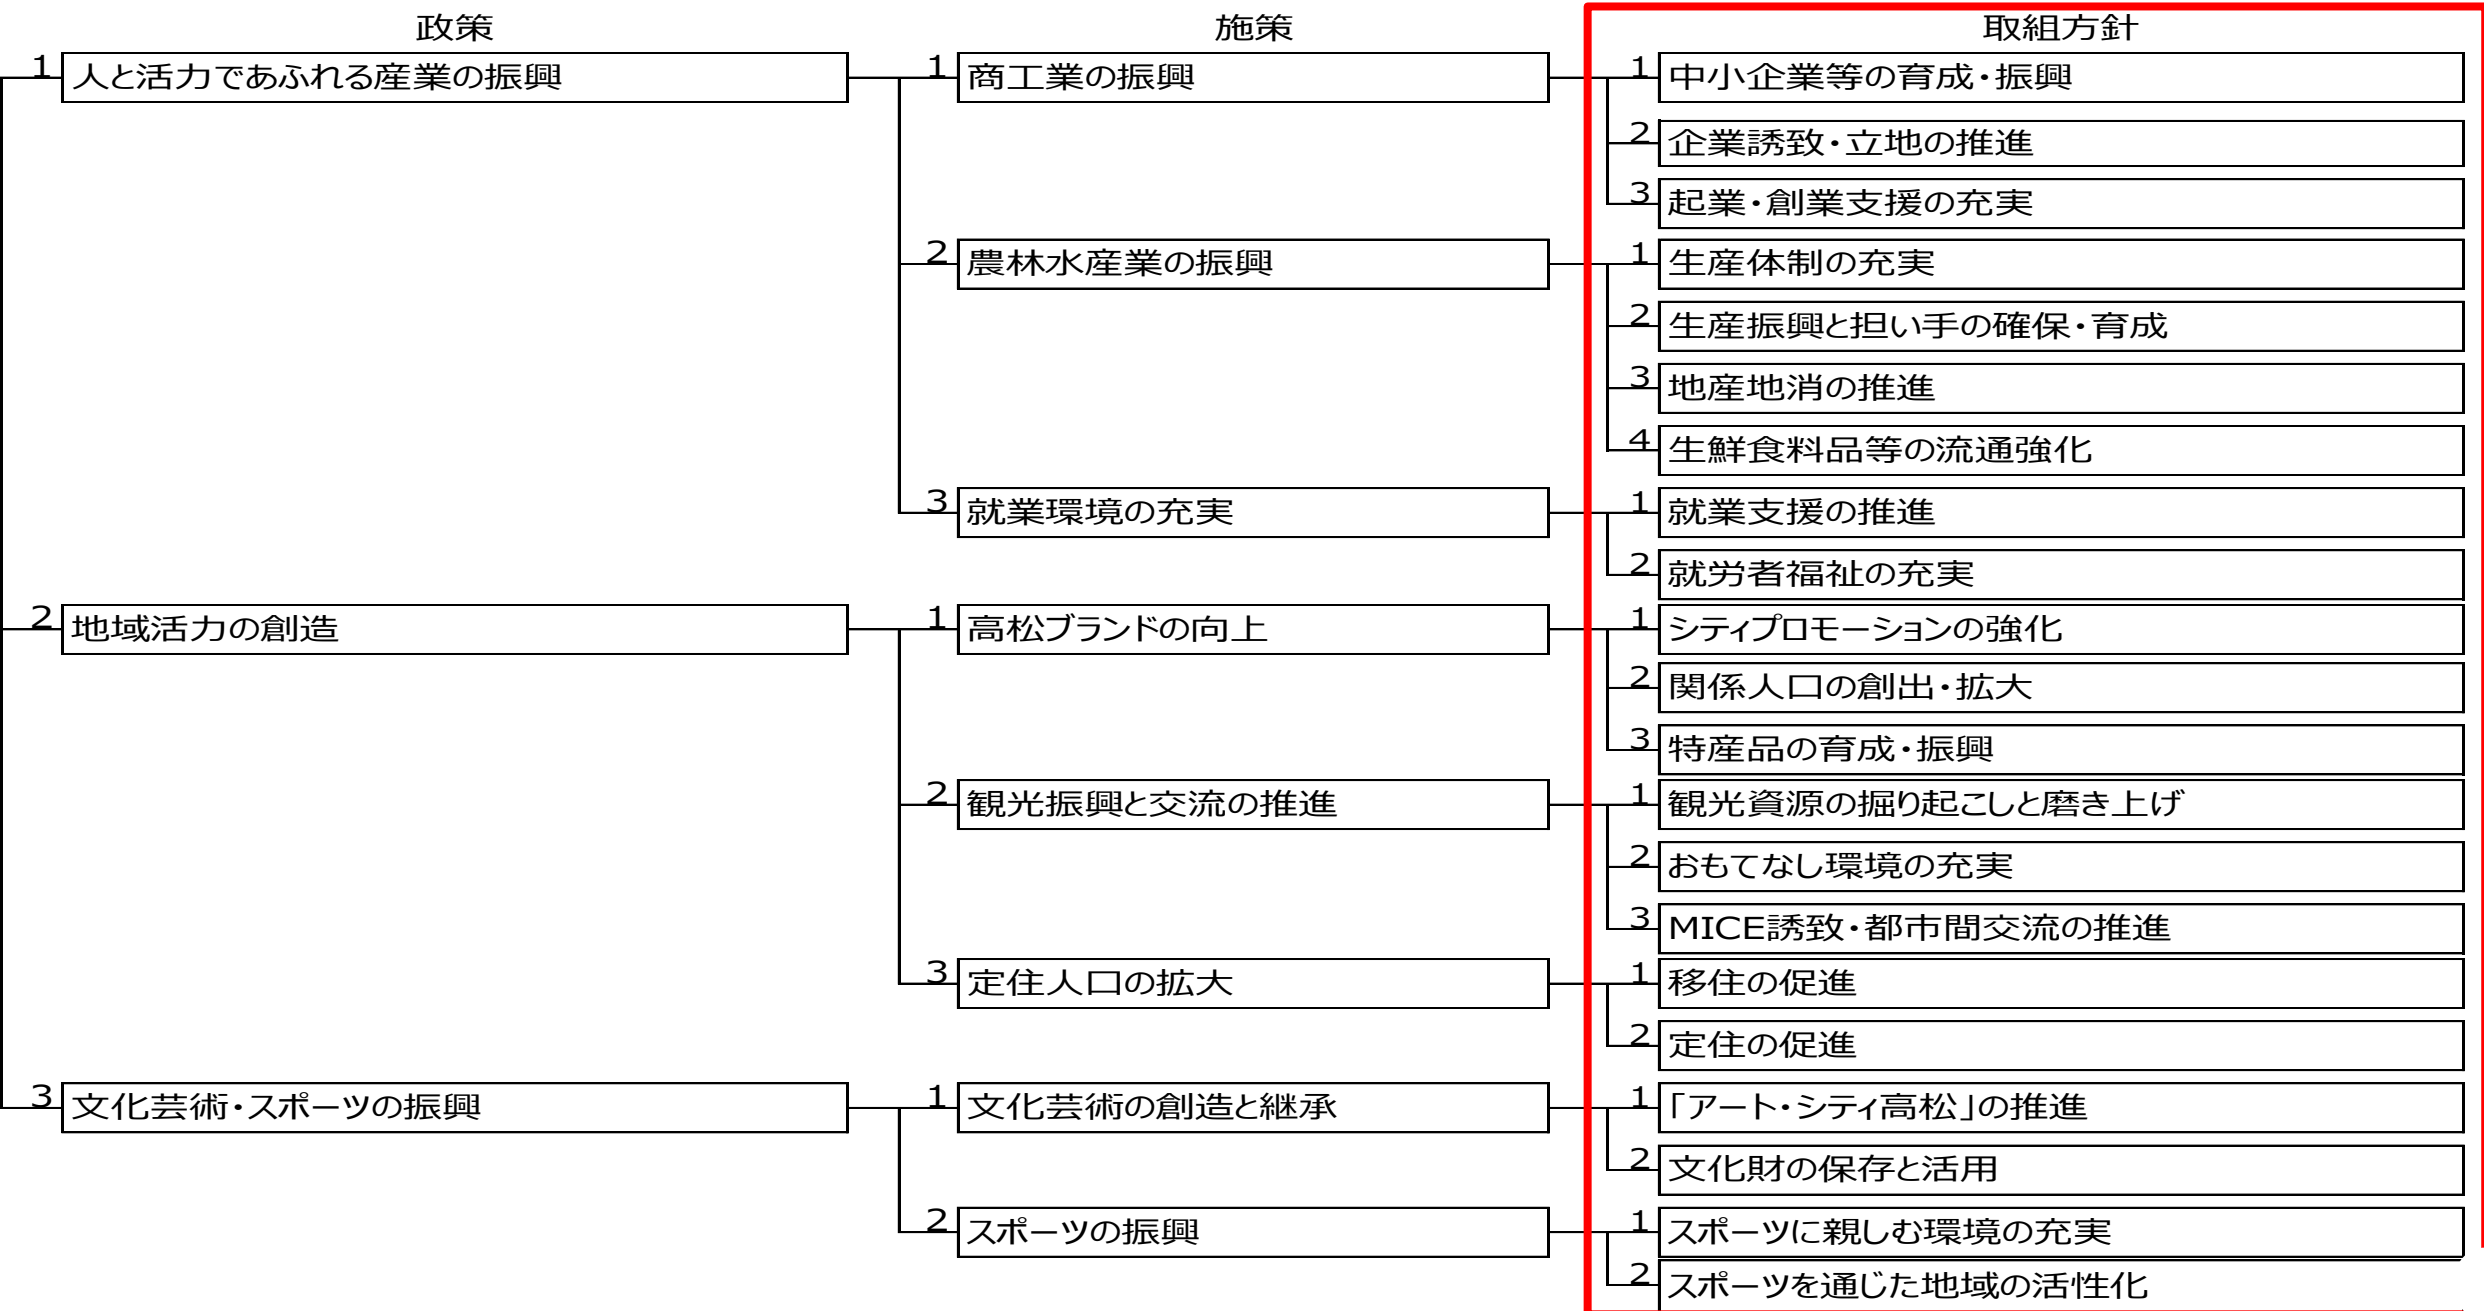 政策 施策 取組方針
1 人と活力であふれる産業の振興 1 商工業の振興 1 中小企業等の育成・振興
2 企業誘致・立地の推進
3 起業・創業支援の充実
2 農林水産業の振興 1 生産体制の充実
2 生産振興と担い手の確保・育成
3 地産地消の推進
4 生鮮食料品等の流通強化
3 就業環境の充実 1 就業支援の推進
2 就労者福祉の充実
2 地域活力の創造 1 高松ブランドの向上 1 シティプロモーションの強化
2 関係人口の創出・拡大
3 特産品の育成・振興
2 観光振興と交流の推進 1 観光資源の掘り起こしと磨き上げ
2 おもてなし環境の充実
3 MICE誘致・都市間交流の推進
3 定住人口の拡大 1 移住の促進
2 定住の促進
3 文化芸術・スポーツの振興 1 文化芸術の創造と継承 1 「アート・シティ高松」の推進
2 文化財の保存と活用
2 スポーツの振興 1 スポーツに親しむ環境の充実
2 スポーツを通じた地域の活性化